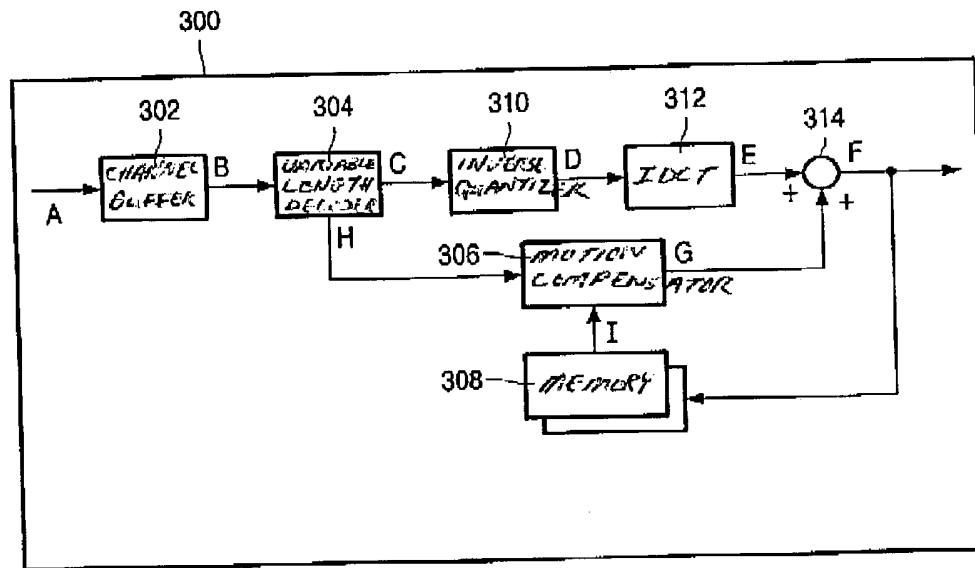 300
302
304
310
312
314
CHANNEL
BUFFER
B
VARIABLE
LENGTH
DECODER
C
INVERSE
QUANTIZER
D
IDCT
E
F
A
+
+
H
306
MOTION
COMPENSATOR
G
I
308
MEMORY